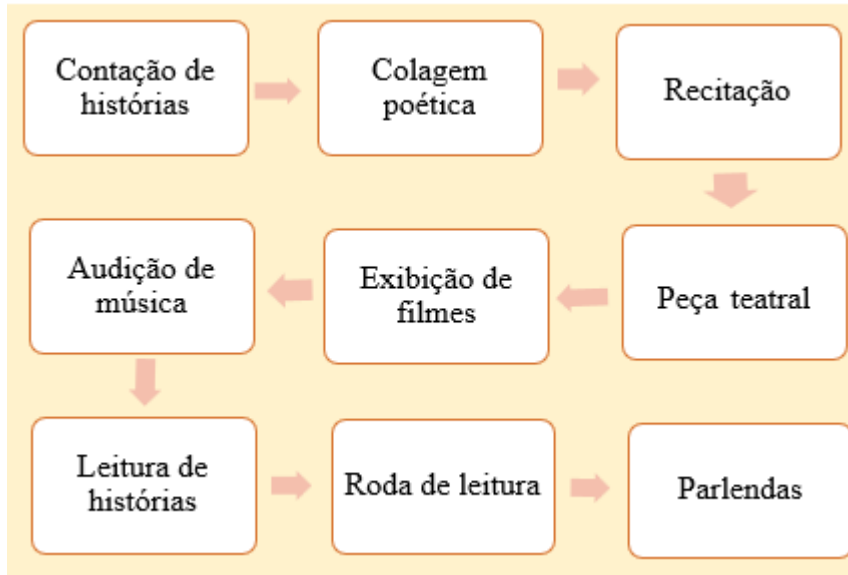 Contação de
histórias
Colagem
poética
Recitação
Peça teatral
Exibição de
filmes
Audição de
música
Leitura de
histórias
Roda de leitura
Parlendas